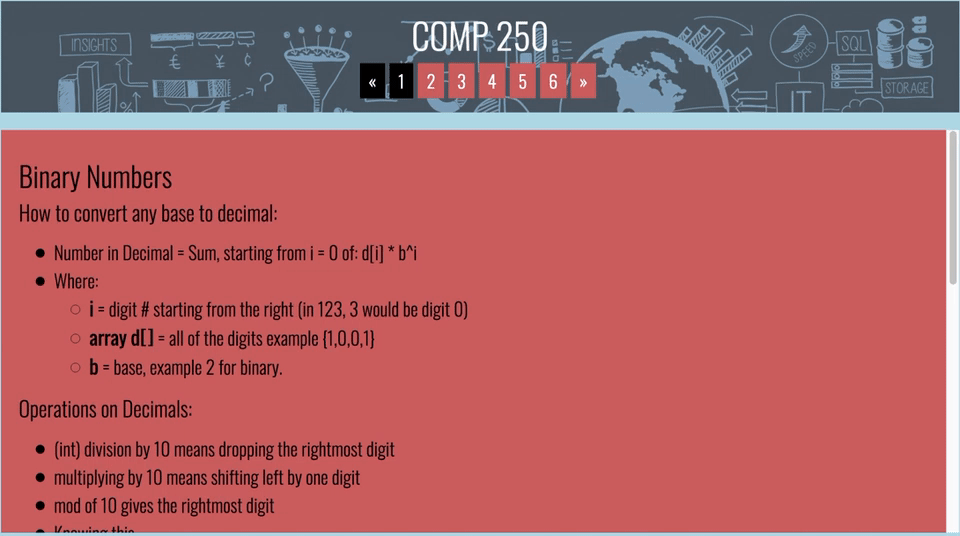 COMP 250
INSIGHTS
SPEED
SQL
IT
STORAGE
« 1 2 3 4 5 6 »
Binary Numbers
How to convert any base to decimal:
● Number in Decimal = Sum, starting from i = 0 of: d[i] * b^i
● Where:
○ i = digit # starting from the right (in 123, 3 would be digit 0)
○ array d[] = all of the digits example {1,0,0,1}
○ b = base, example 2 for binary.
Operations on Decimals:
● (int) division by 10 means dropping the rightmost digit
● multiplying by 10 means shifting left by one digit
● mod of 10 gives the rightmost digit
● Knowing this